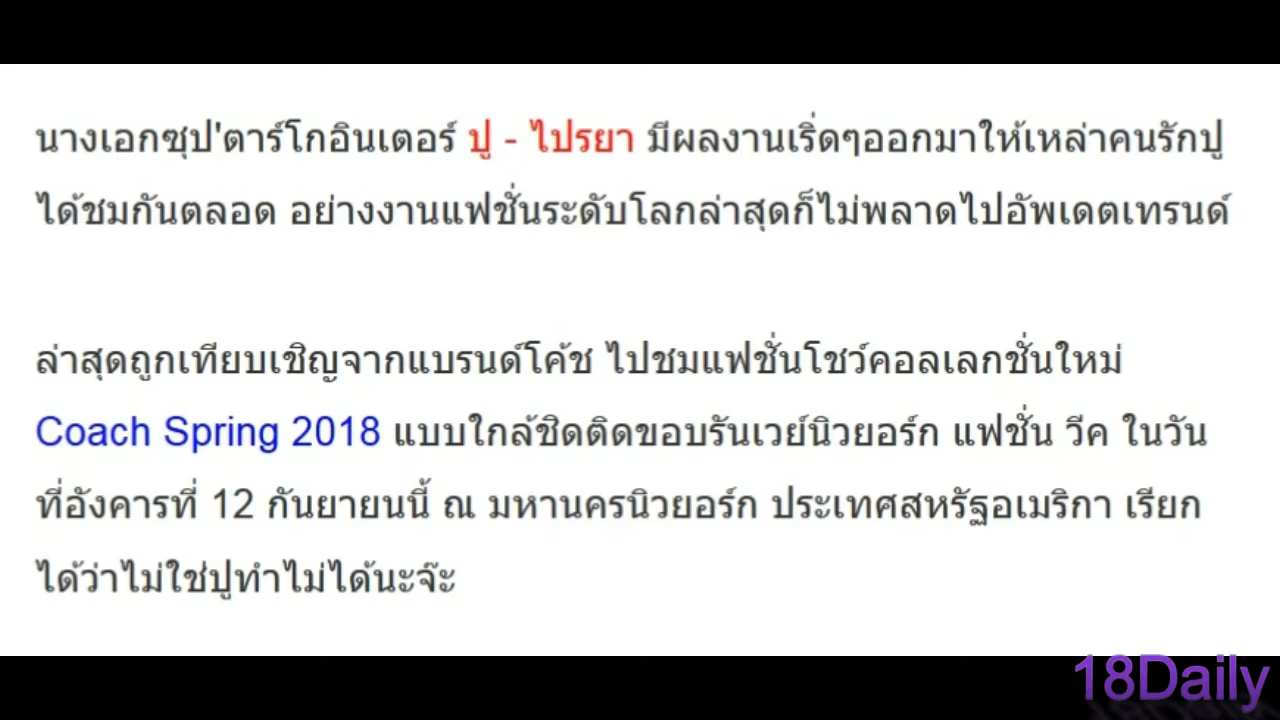 นางเอกซุป'ตาร์โกอินเตอร์ ปู - ไปรยา มีผลงานเริ่ดๆออกมาให้เหล่าคนรักปู
ได้ชมกันตลอด อย่างงานแฟชั่นระดับโลกล่าสุดก็ไม่พลาดไปอัพเดตเทรนด์
ล่าสุดถูกเทียบเชิญจากแบรนด์โค้ช ไปชมแฟชั่นโชว์คอลเลกชั่นใหม่
Coach Spring 2018 แบบใกล้ชิดติดขอบรันเวย์นิวยอร์ก แฟชั่น วีค ในวัน
ที่อังคารที่ 12 กันยายนนี้ ณ มหานครนิวยอร์ก ประเทศสหรัฐอเมริกา เรียก
ได้ว่าไม่ใช่ปูทำไม่ได้นะจ๊ะ
18Daily